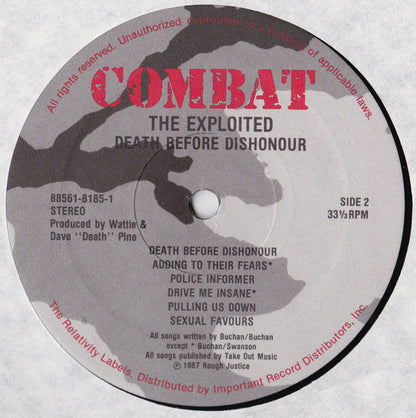 All rights reserved. Unauthorized duplication is a violation of applicable laws.
COMBAT
THE EXPLOITED
DEATH BEFORE DISHONOUR
88561-8185-1
STEREO
Produced by Wattie &
Dave "Death" Pine
SIDE 2
33⅓ RPM
DEATH BEFORE DISHONOUR
ADDING TO THEIR FEARS*
POLICE INFORMER
DRIVE ME INSANE*
PULLING US DOWN
SEXUAL FAVOURS
All songs written by Buchan/Buchan
except * Buchan/Swanson
All songs published by Take Out Music
℗ 1987 Rough Justice
The Relativity Labels. Distributed by Important Record Distributors, Inc.